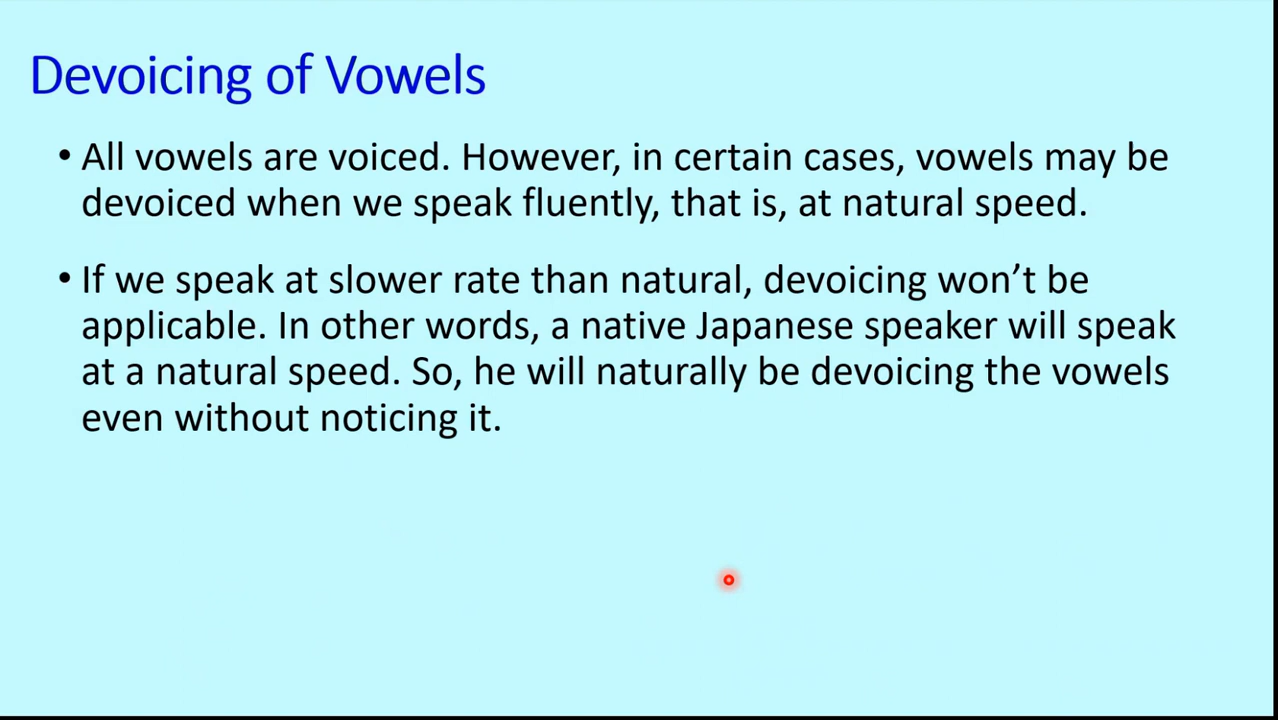 Devoicing of Vowels
• All vowels are voiced. However, in certain cases, vowels may be
devoiced when we speak fluently, that is, at natural speed.
• If we speak at slower rate than natural, devoicing won’t be
applicable. In other words, a native Japanese speaker will speak
at a natural speed. So, he will naturally be devoicing the vowels
even without noticing it.